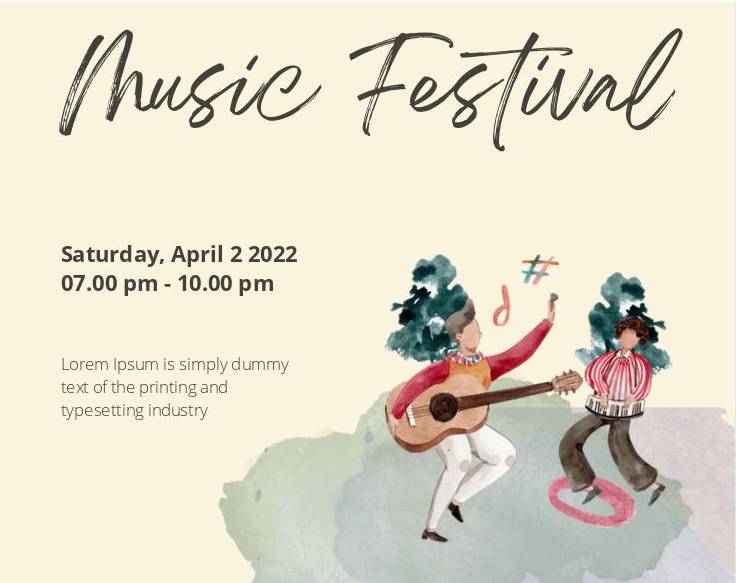 Music Festival
Saturday, April 2 2022
07.00 pm - 10.00 pm
Lorem Ipsum is simply dummy
text of the printing and
typesetting industry